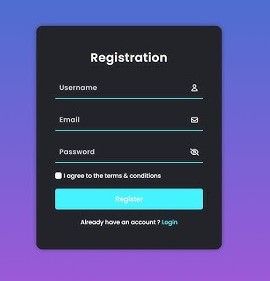 Registration
Username
Email
Password
I agree to the terms & conditions
Register
Already have an account ? Login